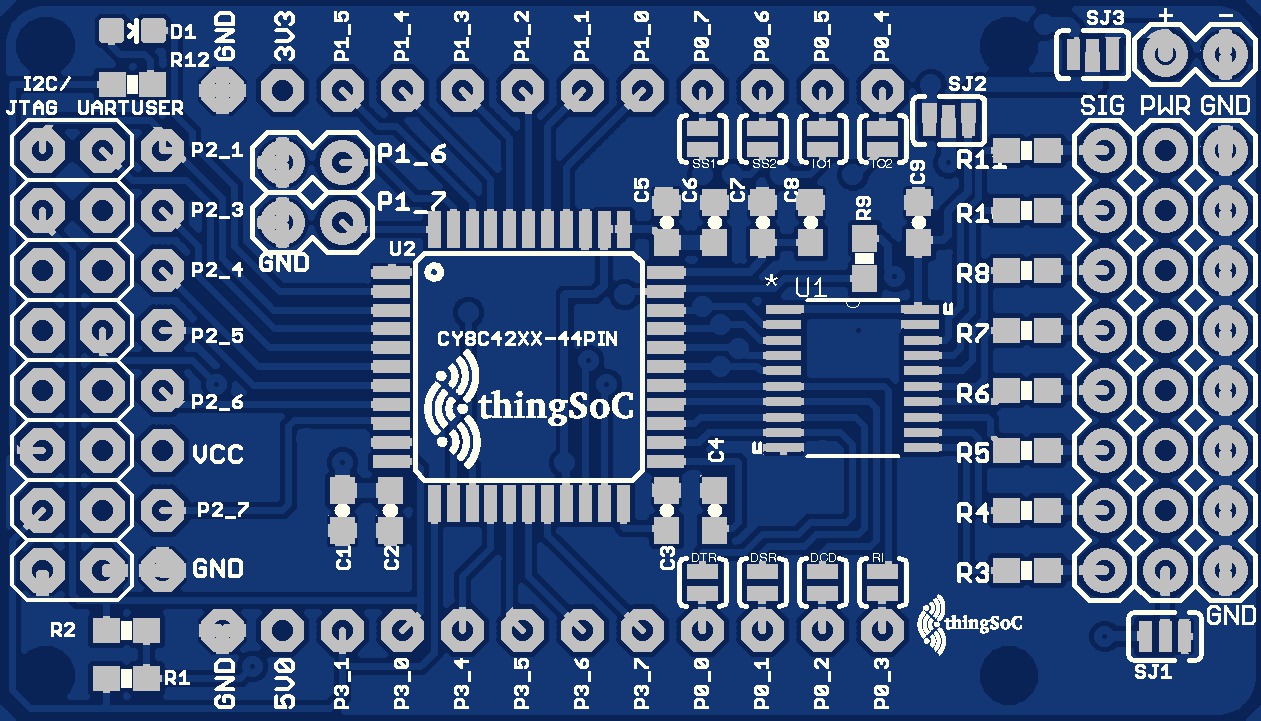 D1
R12
GND
3V3
P1_5
P1_4
P1_3
P1_2
P1_1
P1_0
P0_7
P0_6
P0_5
P0_4
SJ3
+
-
SJ2
I2C/
JTAG UARTUSER
SIG PWR GND
P2_1
P2_3
P2_4
P2_5
P2_6
VCC
P2_7
GND
P1_6
P1_7
GND
SS1
SS2
IO1
IO2
C5
C6
C7
C8
C9
R9
U2
* U1
CY8C42XX-44PIN
thingSoC
R11
R1
R8
R7
R6
R5
R4
R3
C1
C2
C3
C4
DTR
DSR
DCD
RI
thingSoC
GND
SJ1
R2
R1
GND
5V0
P3_1
P3_0
P3_4
P3_5
P3_6
P3_7
P0_0
P0_1
P0_2
P0_3